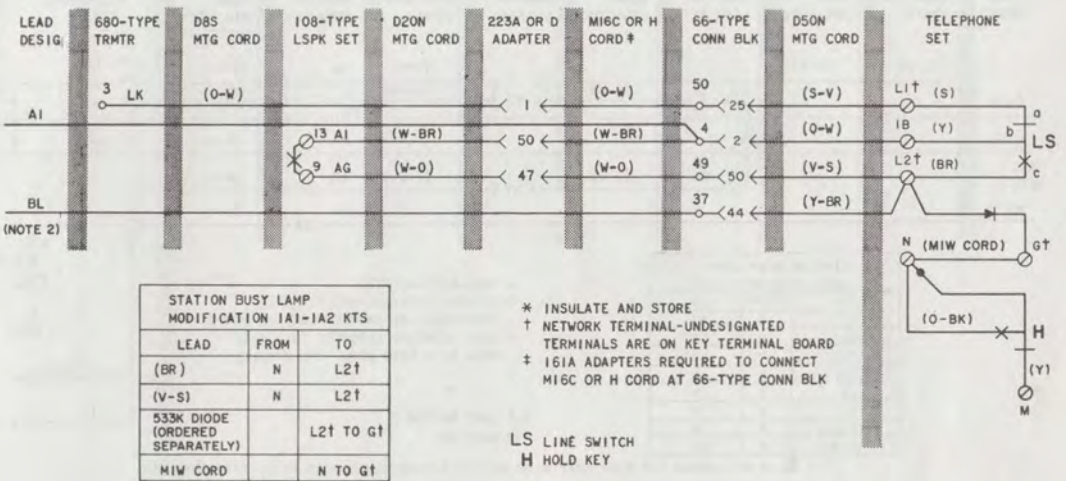 LEAD DESIG
680-TYPE TRMTR
D8S MTG CORD
108-TYPE LSPK SET
D20N MTG CORD
223A OR D ADAPTER
M16C OR H CORD ‡
66-TYPE CONN BLK
D50N MTG CORD
TELEPHONE SET
3 LK (O-W) 1 (O-W) 50 25 (S-V) L1† (S)
A1
a
13 A1 (W-BR) 50 (W-BR) 4 2 (O-W) 1B (Y) b LS
9 AG (W-O) 47 (W-O) 49 50 (V-S) L2† (BR) c
BL 37 44 (Y-BR)
(NOTE 2)
N (MIW CORD) G†
(O-BK) H
(Y)
M
STATION BUSY LAMP
MODIFICATION 1A1-1A2 KTS
LEAD FROM TO
(BR) N L2†
(V-S) N L2†
533K DIODE
(ORDERED
SEPARATELY) L2† TO G†
MIW CORD N TO G†
* INSULATE AND STORE
† NETWORK TERMINAL-UNDESIGNATED
TERMINALS ARE ON KEY TERMINAL BOARD
‡ 161A ADAPTERS REQUIRED TO CONNECT
M16C OR H CORD AT 66-TYPE CONN BLK
LS LINE SWITCH
H HOLD KEY